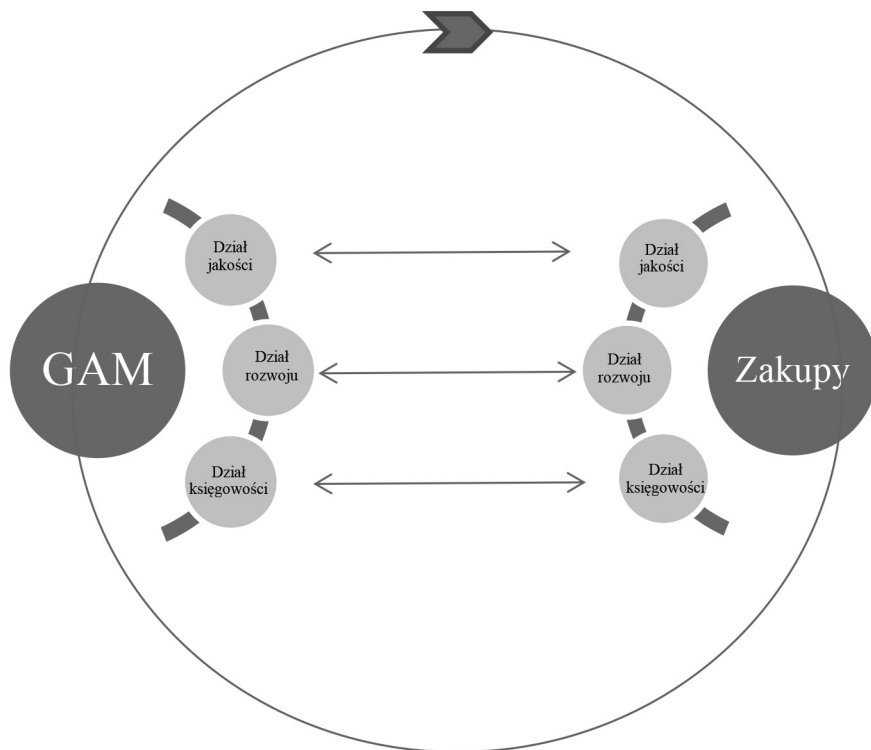 Dział
jakości
Dział
jakości
GAM
Dział
rozwoju
Dział
rozwoju
Zakupy
Dział
księgowości
Dział
księgowości